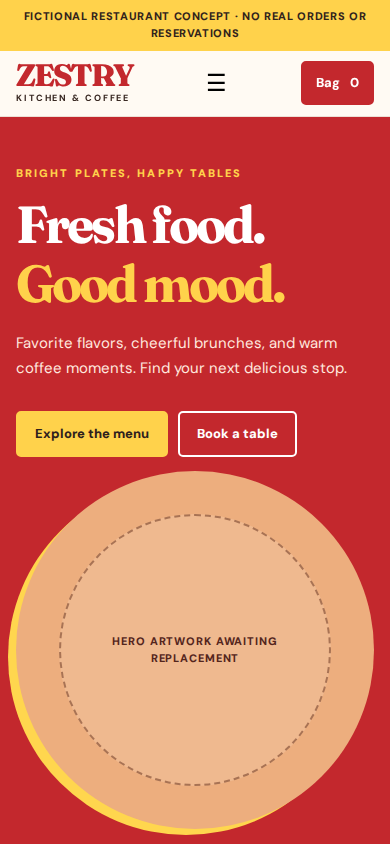 FICTIONAL RESTAURANT CONCEPT · NO REAL ORDERS OR
RESERVATIONS
ZESTRY
KITCHEN & COFFEE
Bag 0
BRIGHT PLATES, HAPPY TABLES
Fresh food.
Good mood.
Favorite flavors, cheerful brunches, and warm
coffee moments. Find your next delicious stop.
Explore the menu
Book a table
HERO ARTWORK AWAITING
REPLACEMENT